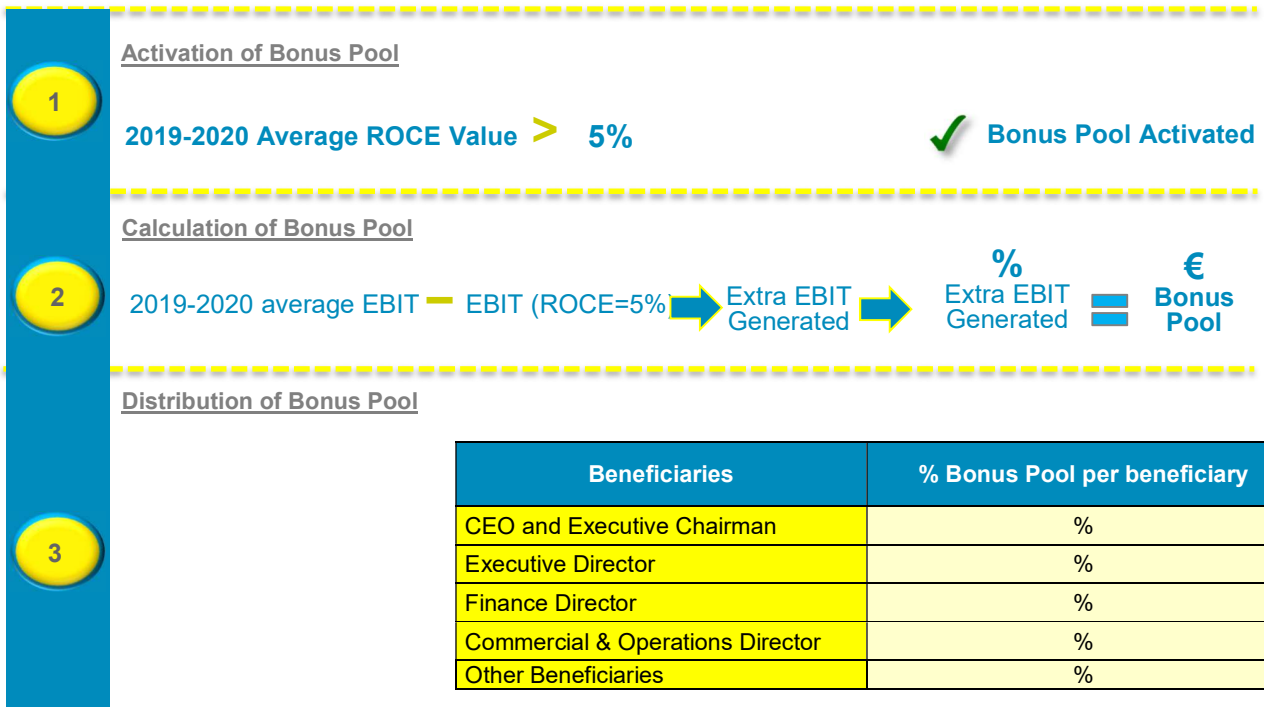 Activation of Bonus Pool
1
2019-2020 Average ROCE Value > 5%
Bonus Pool Activated
Calculation of Bonus Pool
2
2019-2020 average EBIT − EBIT (ROCE=5%)
Extra EBIT
Generated
%
Extra EBIT
Generated
=
€
Bonus
Pool
Distribution of Bonus Pool
3
Beneficiaries % Bonus Pool per beneficiary
CEO and Executive Chairman %
Executive Director %
Finance Director %
Commercial & Operations Director %
Other Beneficiaries %